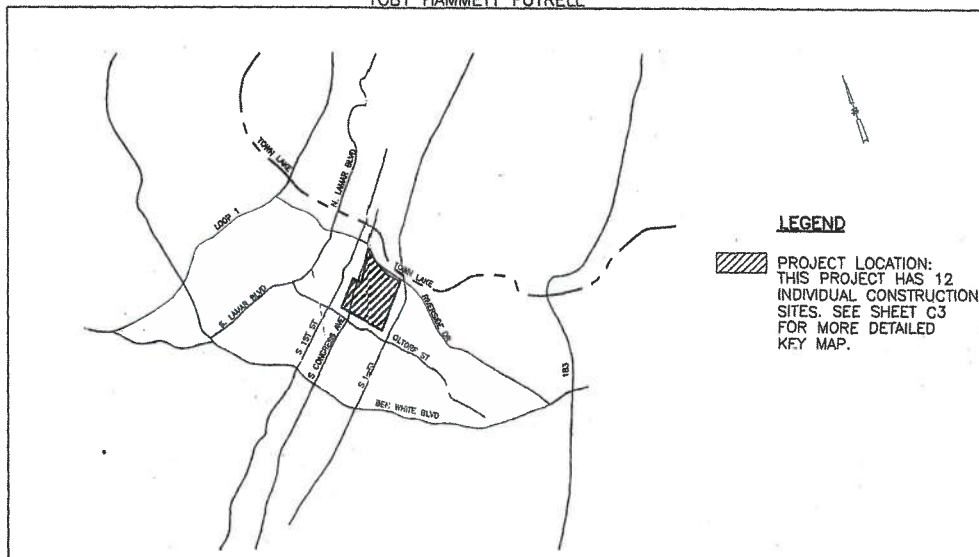 TOBY HAMMETT FUTRELL
TOWN LAKE
N. LAMAR BLVD
LOOP 1
S. LAMAR BLVD
S 1ST ST
S CONGRESS AVE
TOWN LAKE
RIVERSIDE DR
OLTORF ST
S I-35
BEN WHITE BLVD
183
LEGEND
PROJECT LOCATION:
THIS PROJECT HAS 12
INDIVIDUAL CONSTRUCTION
SITES. SEE SHEET C3
FOR MORE DETAILED
KEY MAP.